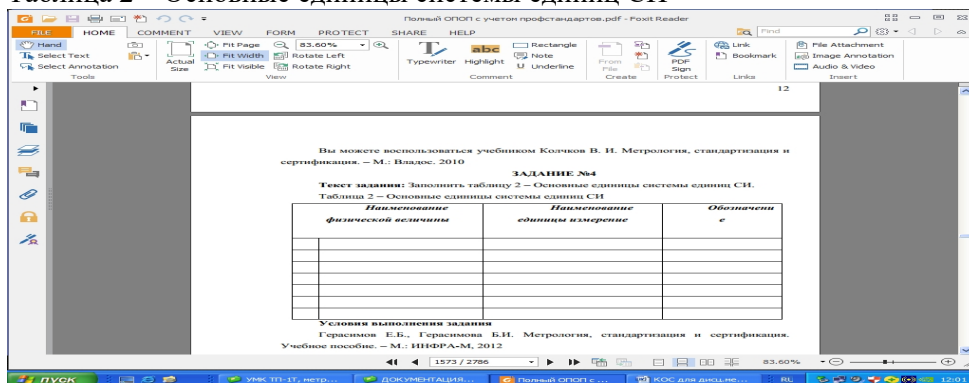 Таблица 2 – Основные единицы системы единиц СИ
Полный ОПОП с учетом профстандартов.pdf - Foxit Reader
FILE HOME COMMENT VIEW FORM PROTECT SHARE HELP
Find
Hand
Select Text
Select Annotation
Actual Size
Fit Page
Fit Width
Fit Visible
83.60%
Rotate Left
Rotate Right
Typewriter
Highlight
Rectangle
Note
Underline
From File
PDF Sign
Link
Bookmark
File Attachment
Image Annotation
Audio & Video
Tools View Comment Create Protect Links Insert
12
Вы можете воспользоваться учебником Колчков В. И. Метрология, стандартизация и
сертификация. – М.: Владос. 2010
ЗАДАНИЕ №4
Текст задания: Заполнить таблицу 2 – Основные единицы системы единиц СИ.
Таблица 2 – Основные единицы системы единиц СИ
Наименование физической величины
Наименование единицы измерение
Обозначени е
Условия выполнения задания
Герасимов Е.Б., Герасимова Б.И. Метрология, стандартизация и сертификация.
Учебное пособие. – М.: ИНФРА-М, 2012
1573 / 2786
83.60%
пуск
УМК ТП-1Т, метр...
ДОКУМЕНТАЦИЯ...
Полный ОПОП с ...
КОС для дисц.ме...
RU
12:01